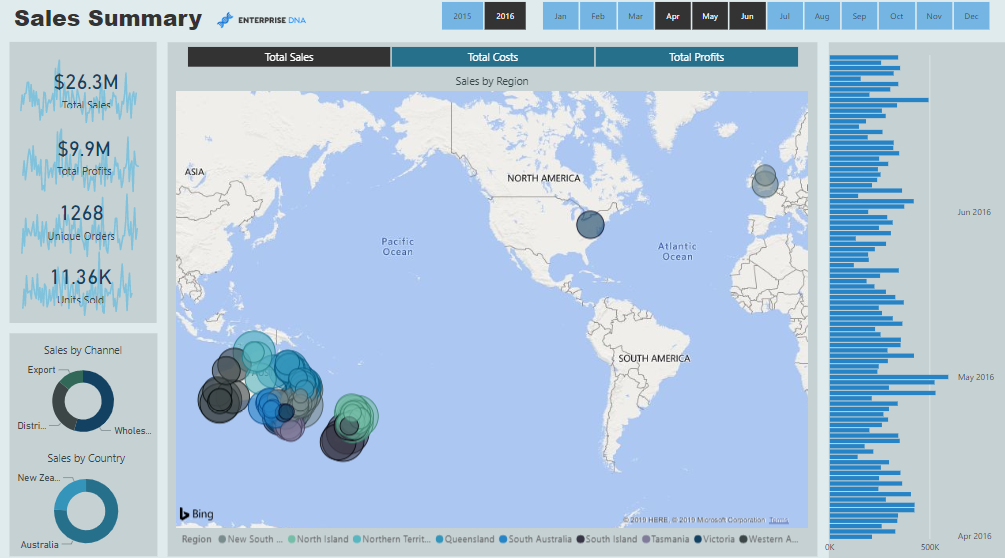 Sales Summary
ENTERPRISE DNA
2015 2016
Jan Feb Mar Apr May Jun Jul Aug Sep Oct Nov Dec
$26.3M
Total Sales
$9.9M
Total Profits
1268
Unique Orders
11.36K
Units Sold
Sales by Channel
Export
Distri...
Wholes...
Sales by Country
New Zea...
Australia
Total Sales Total Costs Total Profits
Sales by Region
ASIA
NORTH AMERICA
Pacific
Ocean
Atlantic
Ocean
SOUTH AMERICA
Bing
© 2019 HERE, © 2019 Microsoft Corporation Terms
Region New South ... North Island Northern Territ... Queensland South Australia South Island Tasmania Victoria Western A...
Jun 2016
May 2016
Apr 2016
0K 500K